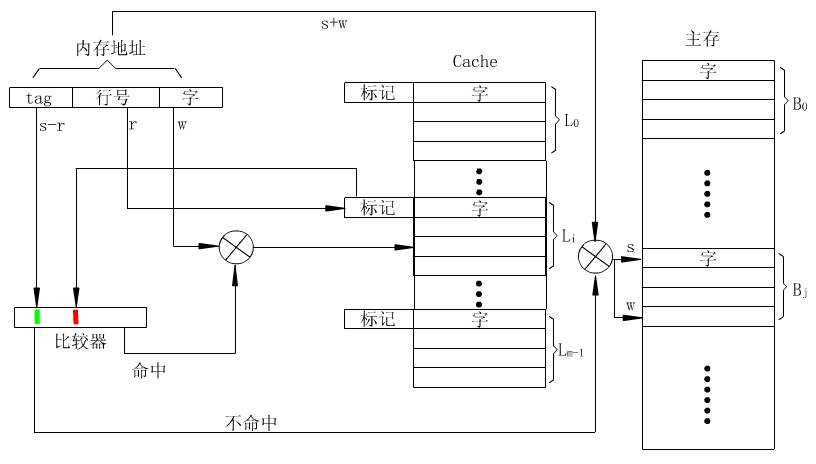 s+w
内存地址
Cache
主存
tag 行号 字
s-r r w
标记 字
L0
字
B0
标记 字
Li
s
w
字
Bj
标记 字
Lm-1
比较器
命中
不命中